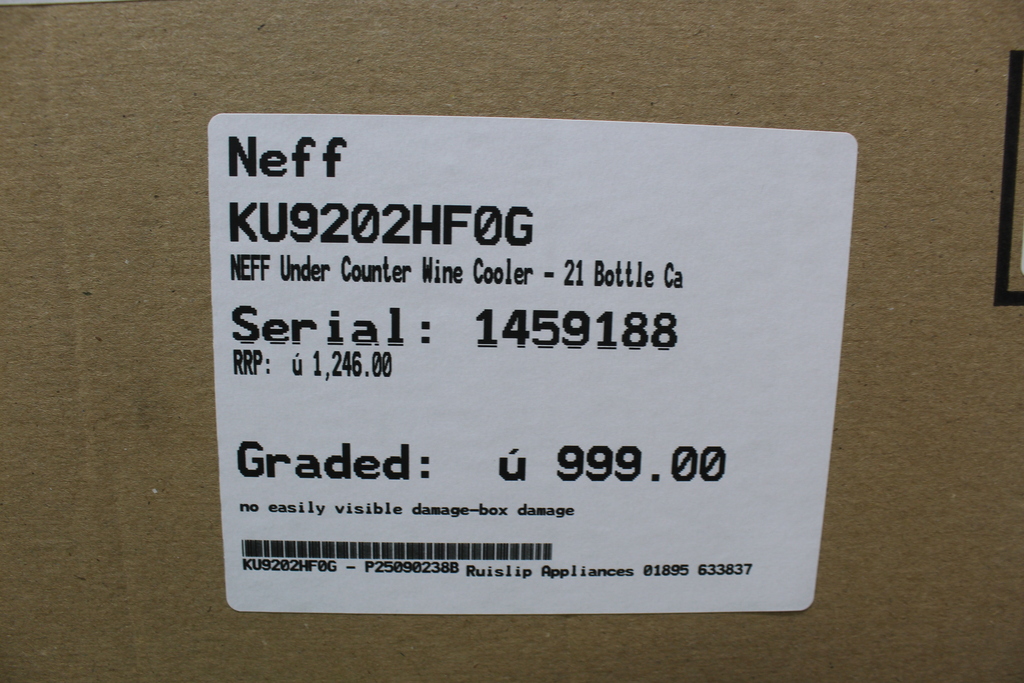 Neff
KU9202HF0G
NEFF Under Counter Wine Cooler - 21 Bottle Ca
Serial: 1459188
RRP: ú 1,246.00
Graded: ú 999.00
no easily visible damage-box damage
KU9202HF0G - P25090238B Ruislip Appliances 01895 633837